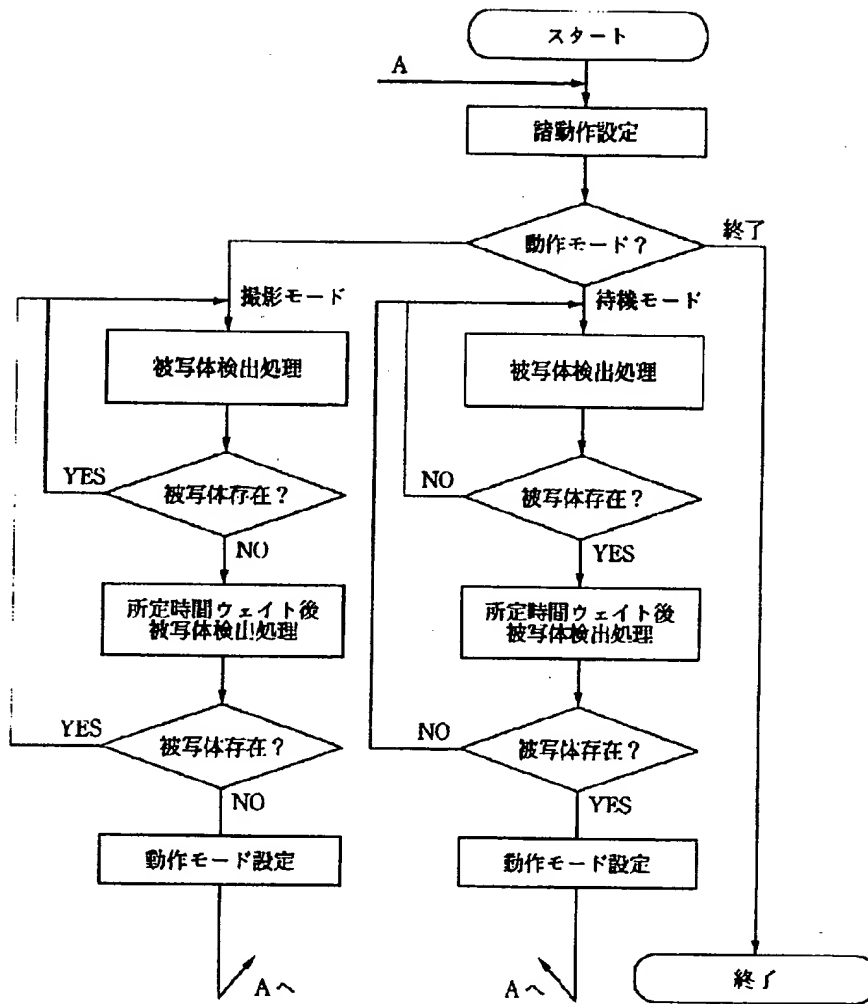 スタート
A
諸動作設定
動作モード?
終了
撮影モード
待機モード
被写体検出処理
被写体検出処理
YES
被写体存在?
NO
被写体存在?
NO
YES
所定時間ウェイト後
被写体検出処理
所定時間ウェイト後
被写体検出処理
YES
被写体存在?
NO
被写体存在?
NO
YES
動作モード設定
動作モード設定
Aへ
Aへ
終了